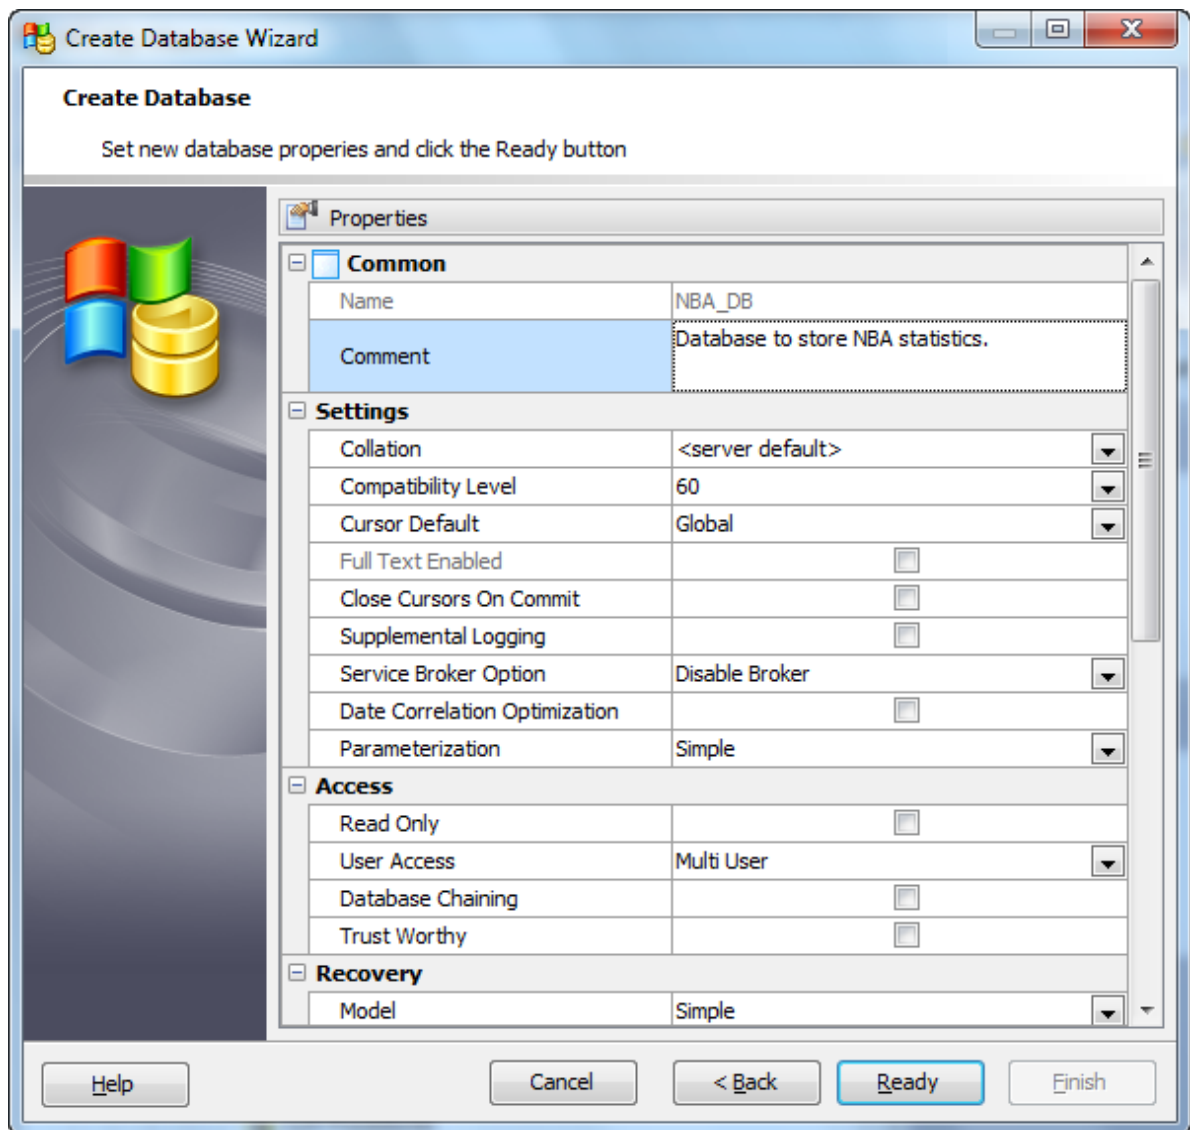 Create Database Wizard
Create Database
Set new database properies and click the Ready button
Properties
Common
Name NBA_DB
Comment Database to store NBA statistics.
Settings
Collation <server default>
Compatibility Level 60
Cursor Default Global
Full Text Enabled
Close Cursors On Commit
Supplemental Logging
Service Broker Option Disable Broker
Date Correlation Optimization
Parameterization Simple
Access
Read Only
User Access Multi User
Database Chaining
Trust Worthy
Recovery
Model Simple
Help Cancel < Back Ready Finish